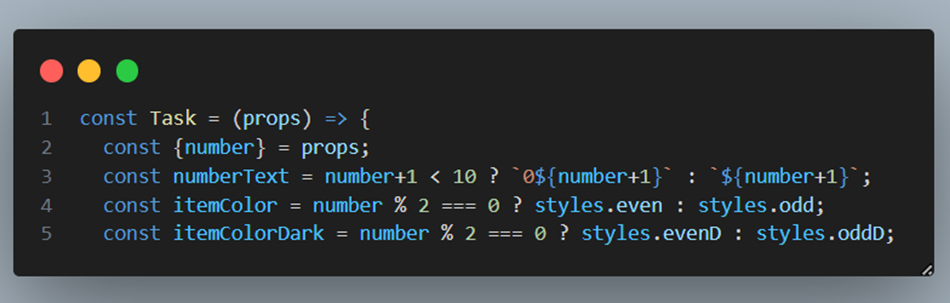 1 const Task = (props) => {
2 const {number} = props;
3 const numberText = number+1 < 10 ? `0${number+1}` : `${number+1}`;
4 const itemColor = number % 2 === 0 ? styles.even : styles.odd;
5 const itemColorDark = number % 2 === 0 ? styles.evenD : styles.oddD;